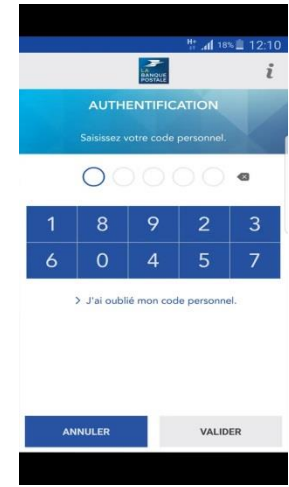 H+ 18% 12:10
LA
BANQUE
POSTALE
i
AUTHENTIFICATION
Saisissez votre code personnel.
1 8 9 2 3
6 0 4 5 7
> J'ai oublié mon code personnel.
ANNULER VALIDER